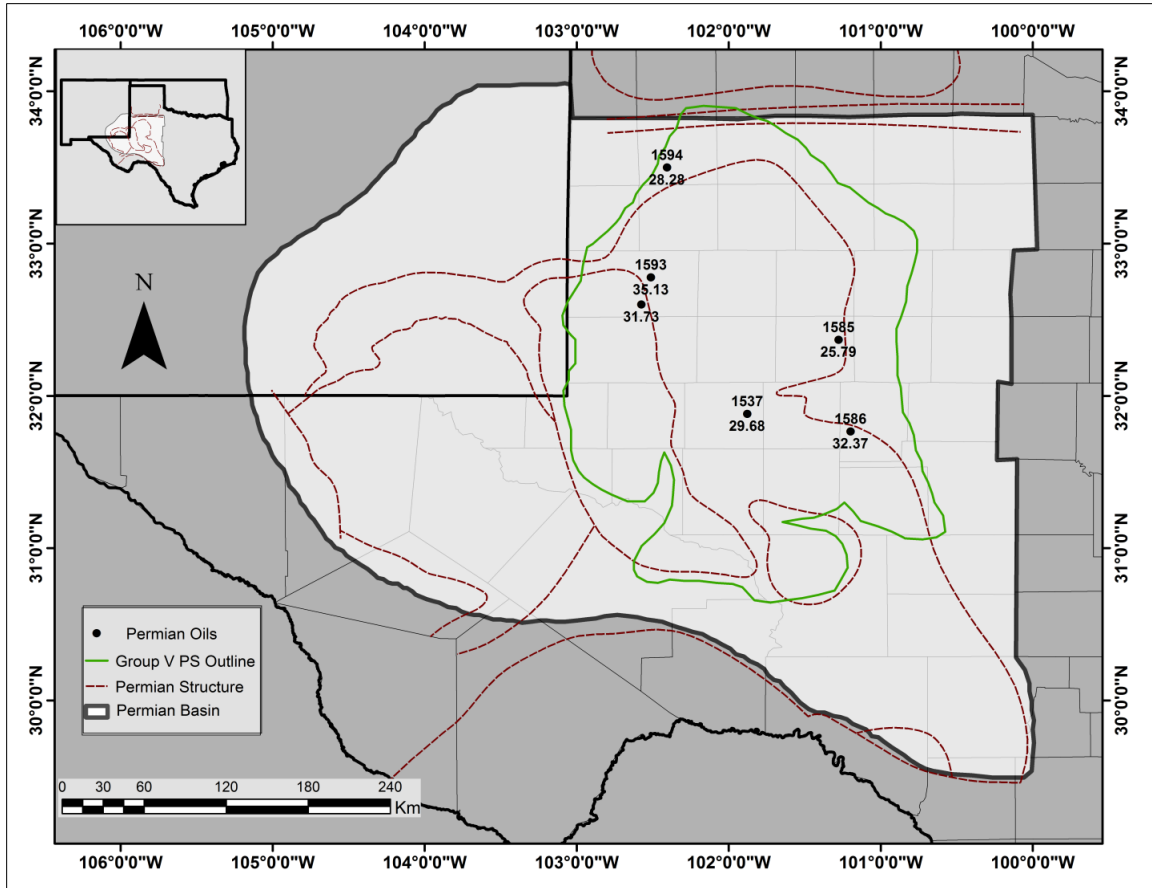 106°0'0"W 105°0'0"W 104°0'0"W 103°0'0"W 102°0'0"W 101°0'0"W 100°0'0"W
34°0'0"N 34°0'0"N
1594
28.28
33°0'0"N 33°0'0"N
N
1593
35.13
31.73
1585
25.79
32°0'0"N 32°0'0"N
1537
29.68
1586
32.37
31°0'0"N 31°0'0"N
Permian Oils
Group V PS Outline
Permian Structure
Permian Basin
30°0'0"N 30°0'0"N
0 30 60 120 180 240
Km
106°0'0"W 105°0'0"W 104°0'0"W 103°0'0"W 102°0'0"W 101°0'0"W 100°0'0"W